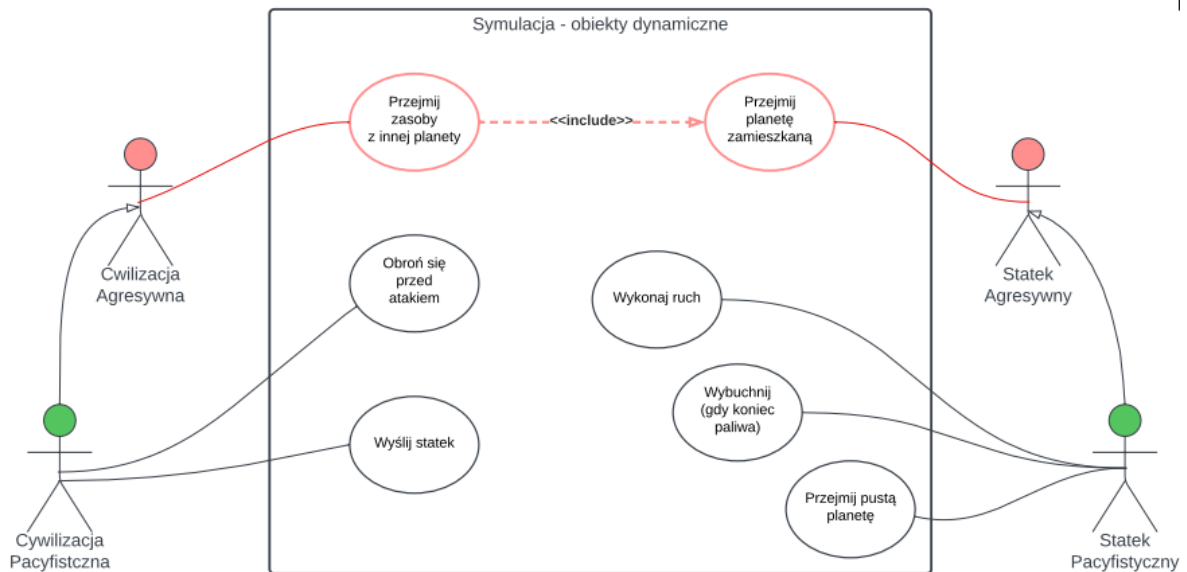 Symulacja - obiekty dynamiczne
Przejmij
zasoby
z innej planety
<<include>>
Przejmij
planetę
zamieszkaną
Cwilizacja
Agresywna
Obroń się
przed
atakiem
Wykonaj ruch
Statek
Agresywny
Wybuchnij
(gdy koniec
paliwa)
Wyślij statek
Przejmij pustą
planetę
Cywilizacja
Pacyfistczna
Statek
Pacyfistyczny